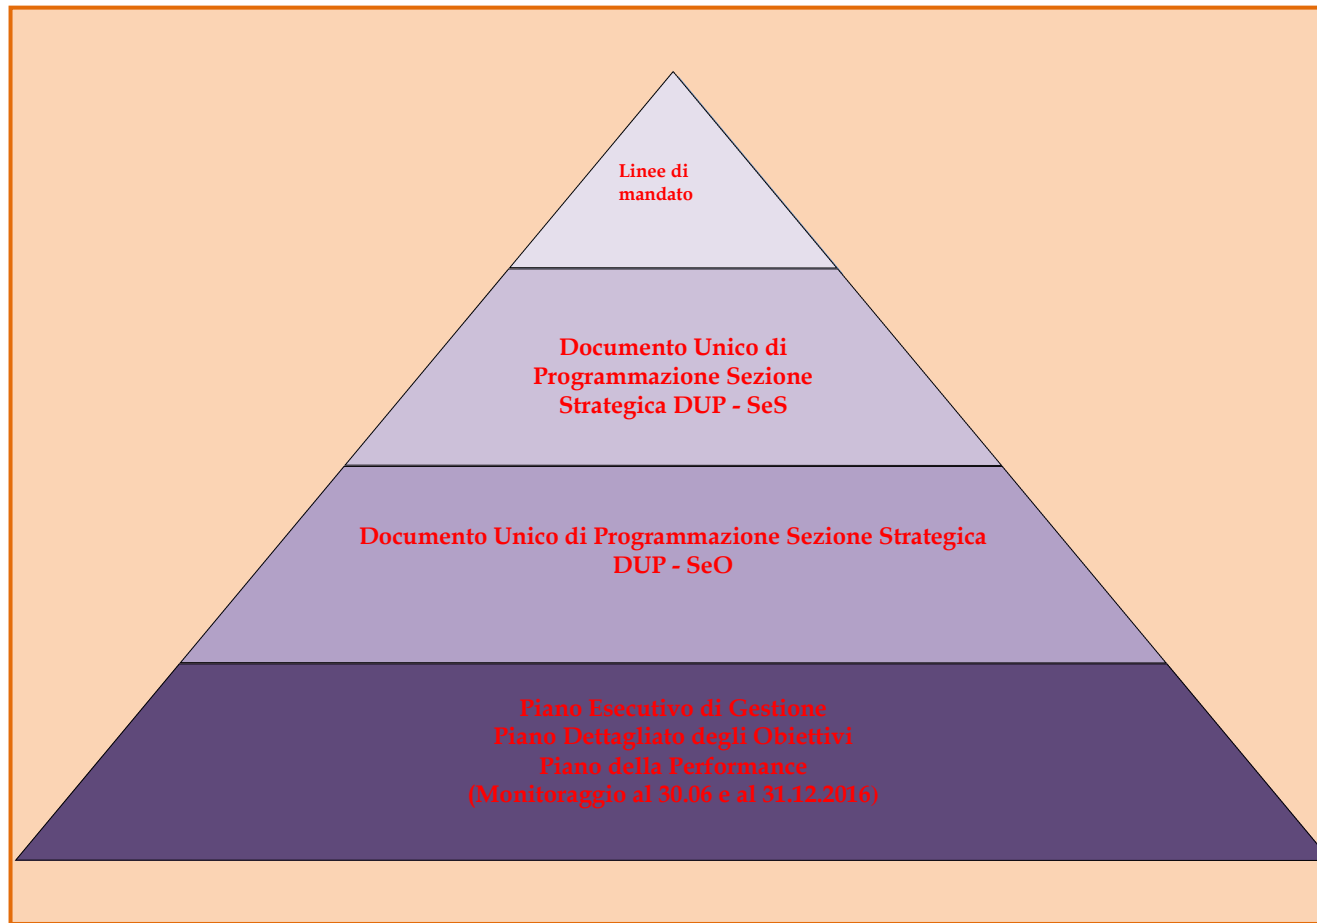 Linee di
mandato
Documento Unico di
Programmazione Sezione
Strategica DUP - SeS
Documento Unico di Programmazione Sezione Strategica
DUP - SeO
Piano Esecutivo di Gestione
Piano Dettagliato degli Obiettivi
Piano della Performance
(Monitoraggio al 30.06 e al 31.12.2016)